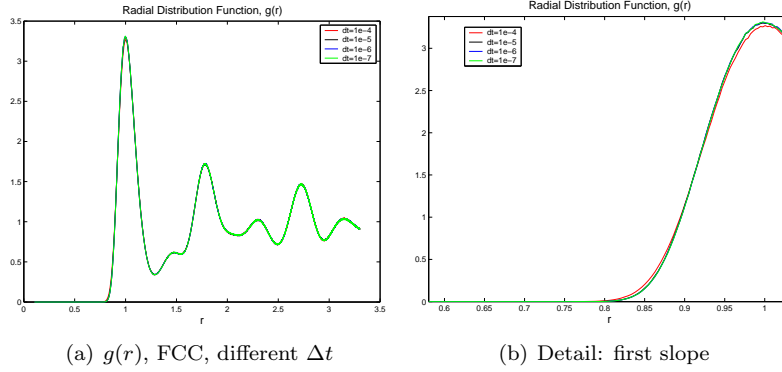 Radial Distribution Function, g(r)
3.5
3
2.5
2
1.5
1
0.5
0
dt=1e−4
dt=1e−5
dt=1e−6
dt=1e−7
0
0.5
1
1.5
2
2.5
3
3.5
r
(a) g(r), FCC, different Δt
Radial Distribution Function, g(r)
3
2.5
2
1.5
1
0.5
0
dt=1e−4
dt=1e−5
dt=1e−6
dt=1e−7
0.6
0.65
0.7
0.75
0.8
0.85
0.9
0.95
1
r
(b) Detail: first slope